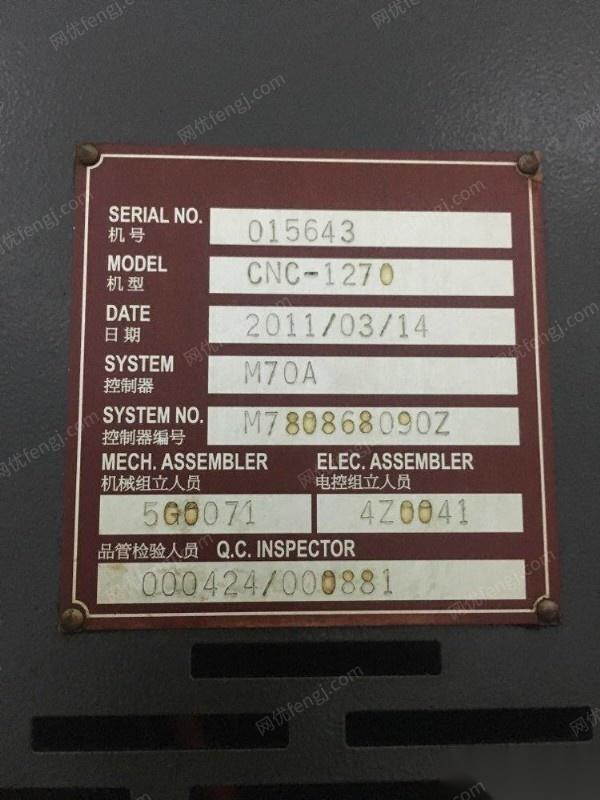 SERIAL NO. 015643
机号
MODEL CNC-1270
机型
DATE 2011/03/14
日期
SYSTEM M70A
控制器
SYSTEM NO. M780868090Z
控制器编号
MECH. ASSEMBLER ELEC. ASSEMBLER
机械组立人员 电控组立人员
5G0071 4Z0041
品管检验人员 Q.C. INSPECTOR
000424/000881
网优fengj.com